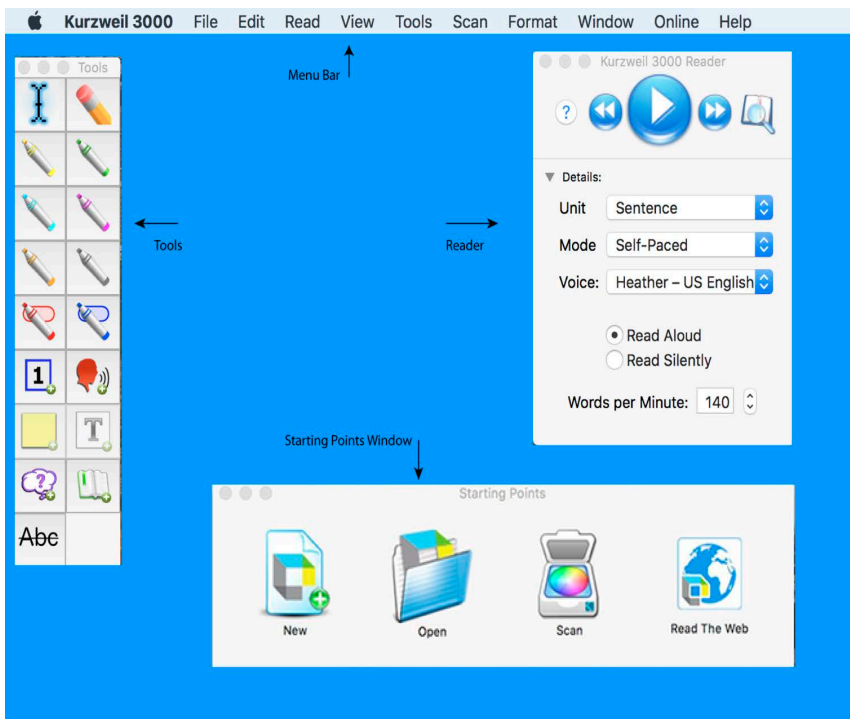 Kurzweil 3000 File Edit Read View Tools Scan Format Window Online Help
Menu Bar
Tools
1
T
?
Abc
Tools
Kurzweil 3000 Reader
?
Details:
Unit Sentence
Mode Self-Paced
Voice: Heather – US English
Read Aloud
Read Silently
Words per Minute: 140
Reader
Starting Points Window
Starting Points
New
Open
Scan
Read The Web